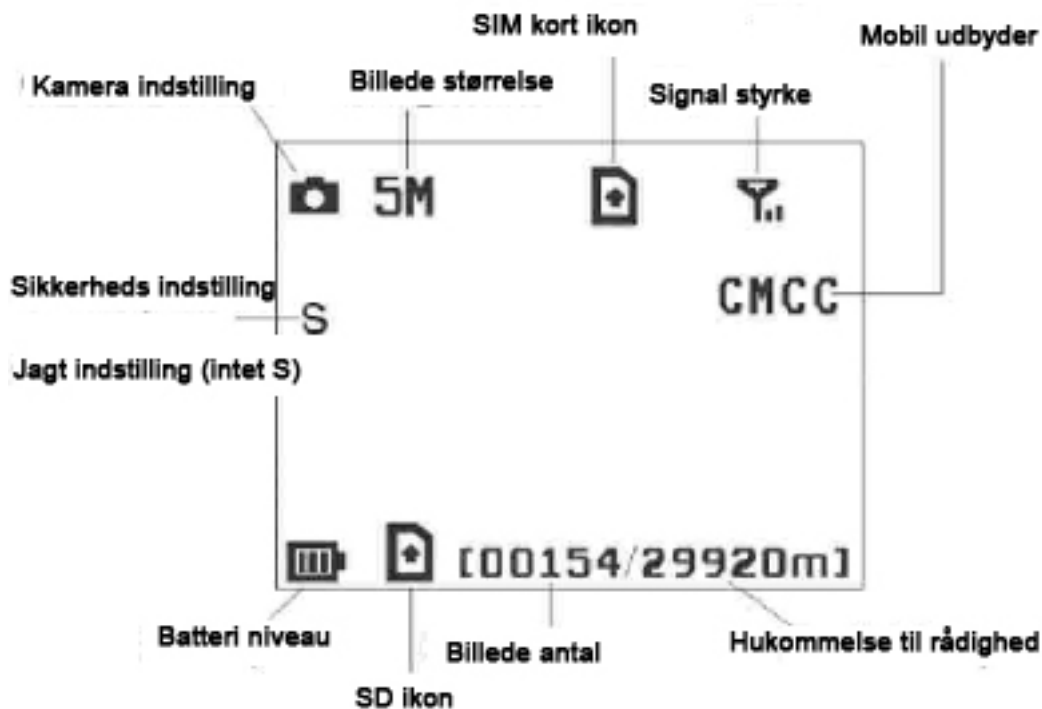 SIM kort ikon
Mobil udbyder
Kamera indstilling
Billede størrelse
Signal styrke
5M
Sikkerheds indstilling
CMCC
S
Jagt indstilling (intet S)
[00154/29920m]
Batteri niveau
Billede antal
Hukommelse til rådighed
SD ikon